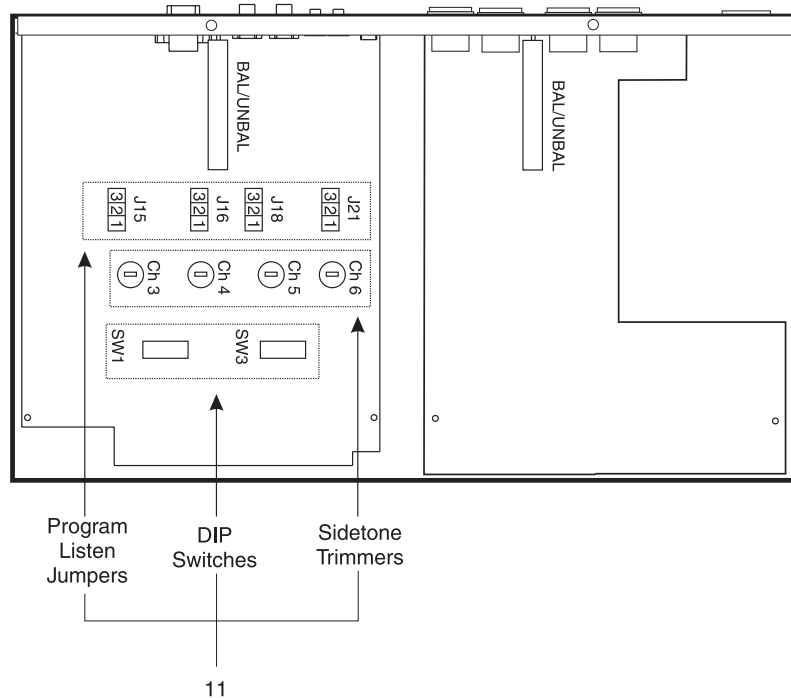 BAL/UNBAL
BAL/UNBAL
321
J15
321
J16
321
J18
321
J21
Ch 3
Ch 4
Ch 5
Ch 6
SW1
SW3
Program
Listen
Jumpers
DIP
Switches
Sidetone
Trimmers
11